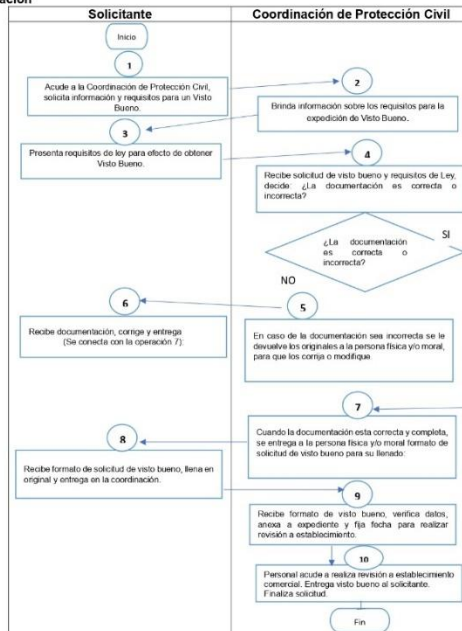 ación
Solicitante
Coordinación de Protección Civil
Inicio
1
Acude a la Coordinación de Protección Civil,
solicita información y requisitos para un Visto
Bueno.
2
Brinda información sobre los requisitos para la
expedición de Visto Bueno.
3
Presenta requisitos de ley para efecto de obtener
Visto Bueno.
4
Recibe solicitud de visto bueno y requisitos de Ley,
decide: ¿La documentación es correcta o
incorrecta?
¿La documentación
es correcta o
incorrecta?
SI
NO
5
En caso de la documentación sea incorrecta se le
devuelve los originales a la persona física y/o moral,
para que los corrija o modifique
6
Recibe documentación, corrige y entrega
(Se conecta con la operación 7):
7
Cuando la documentación esta correcta y completa,
se entrega a la persona física y/o moral formato de
solicitud de visto bueno para su llenado:
8
Recibe formato de solicitud de visto bueno, llena en
original y entrega en la coordinación.
9
Recibe formato de visto bueno, verifica datos,
anexa a expediente y fija fecha para realizar
revisión a establecimiento.
10
Personal acude a realiza revisión a establecimiento
comercial. Entrega visto bueno al solicitante.
Finaliza solicitud.
Fin